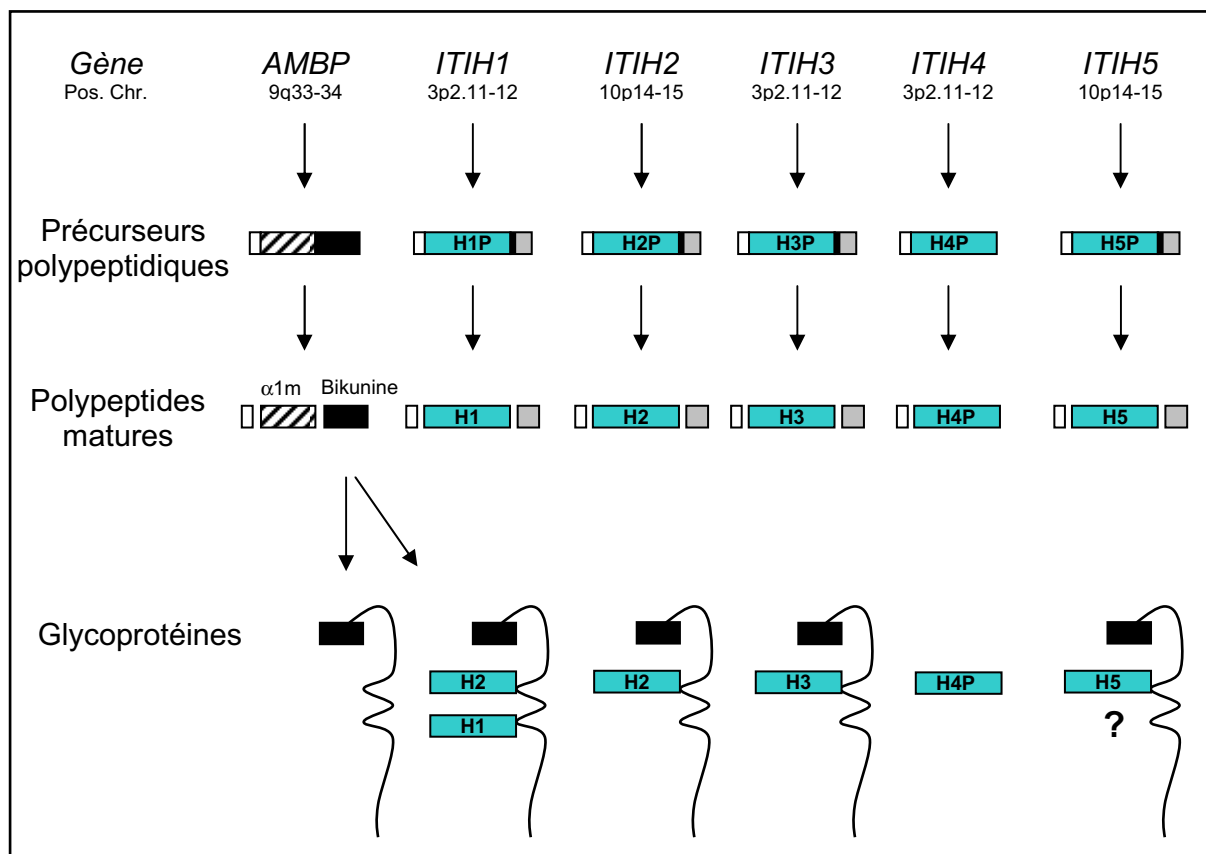 Gène AMBP ITIH1 ITIH2 ITIH3 ITIH4 ITIH5
Pos. Chr. 9q33-34 3p2.11-12 10p14-15 3p2.11-12 3p2.11-12 10p14-15
Précurseurs
polypeptidiques
H1P H2P H3P H4P H5P
α1m Bikunine
Polypeptides
matures
H1 H2 H3 H4P H5
Glycoprotéines
H2 H2 H3 H4P H5
H1 ?